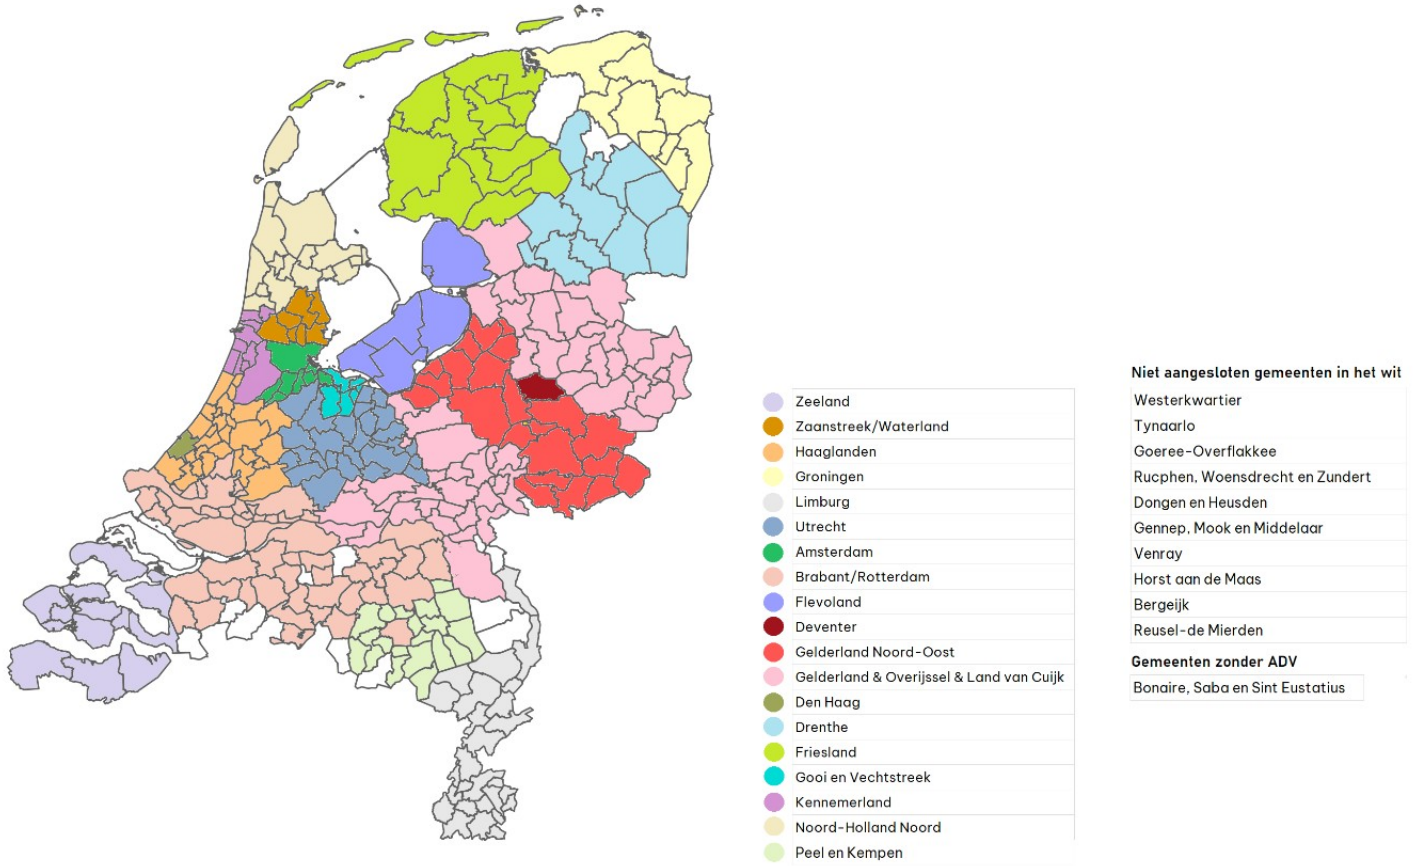 Zeeland
Zaanstreek/Waterland
Haaglanden
Groningen
Limburg
Utrecht
Amsterdam
Brabant/Rotterdam
Flevoland
Deventer
Gelderland Noord-Oost
Gelderland & Overijssel & Land van Cuijk
Den Haag
Drenthe
Friesland
Gooi en Vechtstreek
Kennemerland
Noord-Holland Noord
Peel en Kempen
Niet aangesloten gemeenten in het wit
Westerkwartier
Tynaarlo
Goeree-Overflakkee
Rucphen, Woensdrecht en Zundert
Dongen en Heusden
Gennep, Mook en Middelaar
Venray
Horst aan de Maas
Bergeijk
Reusel-de Mierden
Gemeenten zonder ADV
Bonaire, Saba en Sint Eustatius